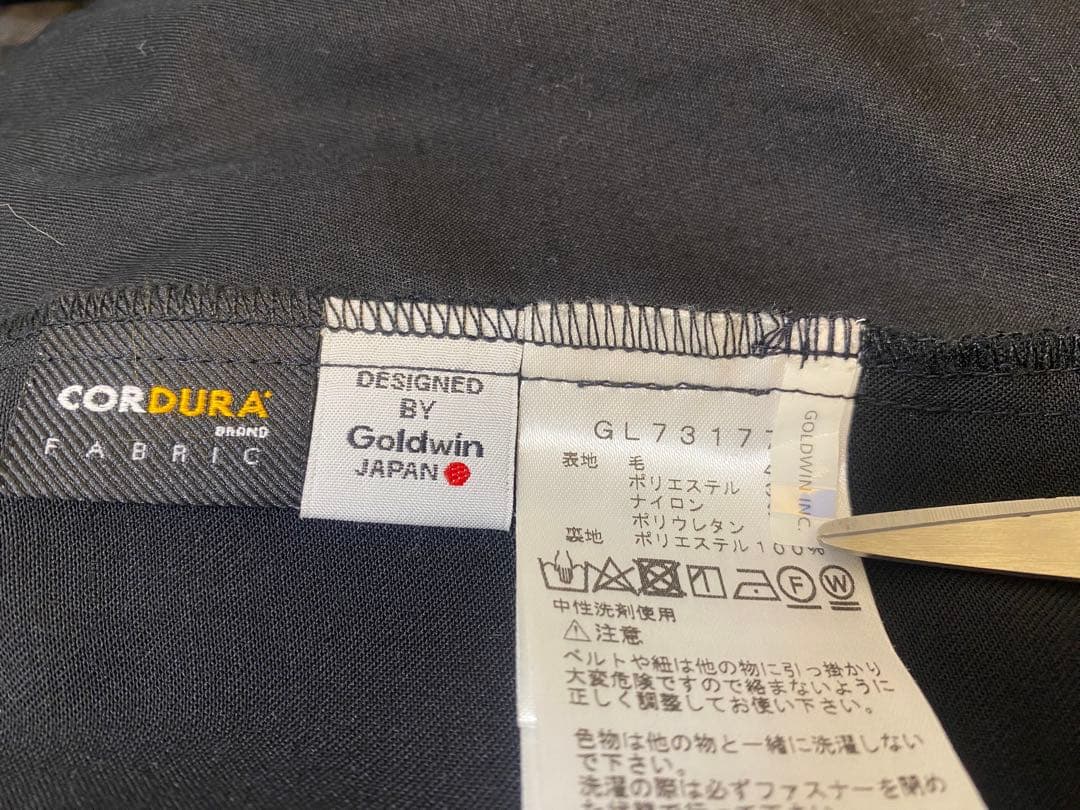 CORDURA
BRAND
FABRIC
DESIGNED
BY
Goldwin
JAPAN
GL73177
表地 毛
ポリエステル
ナイロン
ポリウレタン
裏地 ポリエステル100%
GOLDWIN INC.
F W
中性洗剤使用
注意
ベルトや紐は他の物に引っ掛かり
大変危険ですので絡まないように
正しく調整してお使い下さい。
色物は他の物と一緒に洗濯しない
で下さい。
洗濯の際は必ずファスナーを閉め